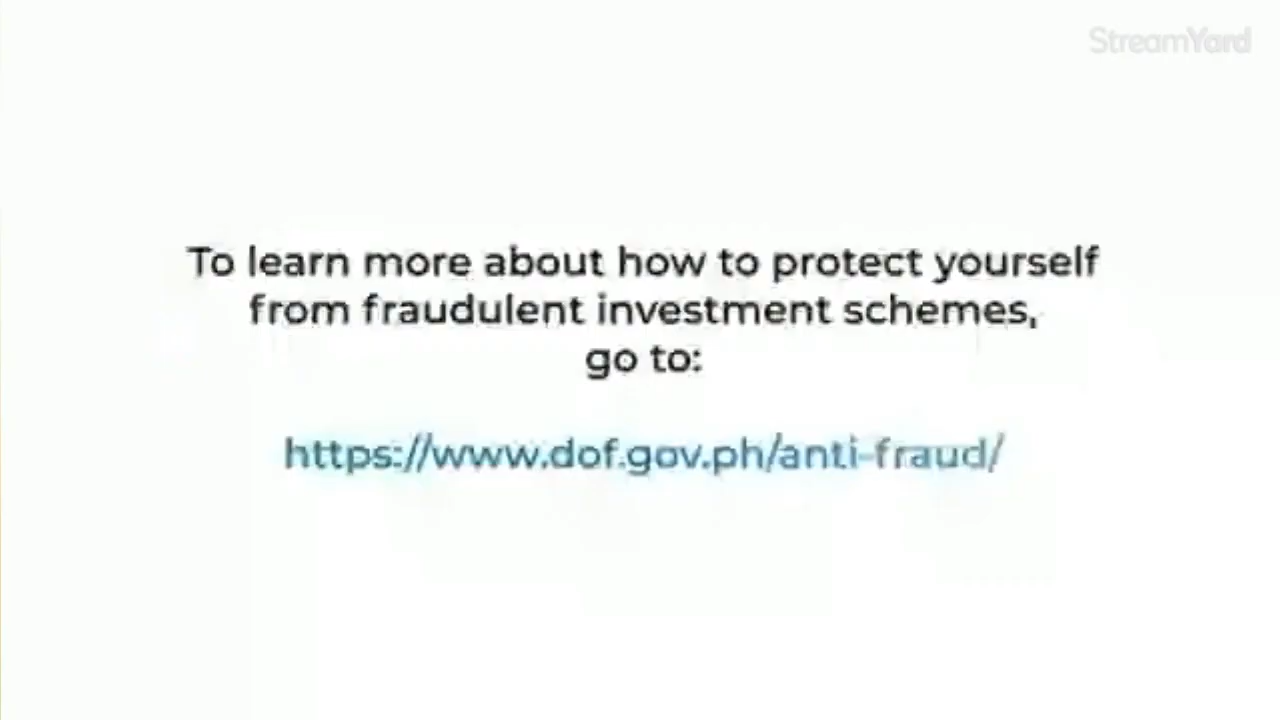 StreamYard
To learn more about how to protect yourself
from fraudulent investment schemes,
go to:
https://www.dof.gov.ph/anti-fraud/